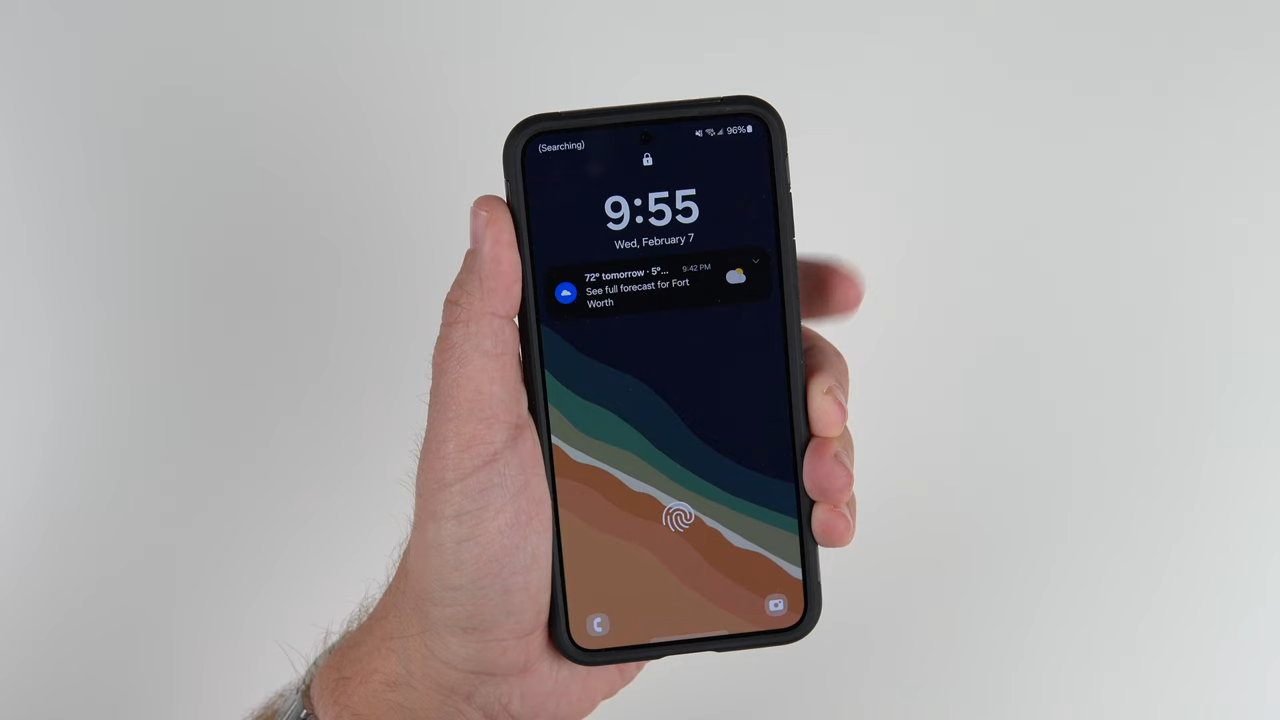 (Searching)
96%
9:55
Wed, February 7
72° tomorrow · 5°... 9:42 PM
See full forecast for Fort
Worth